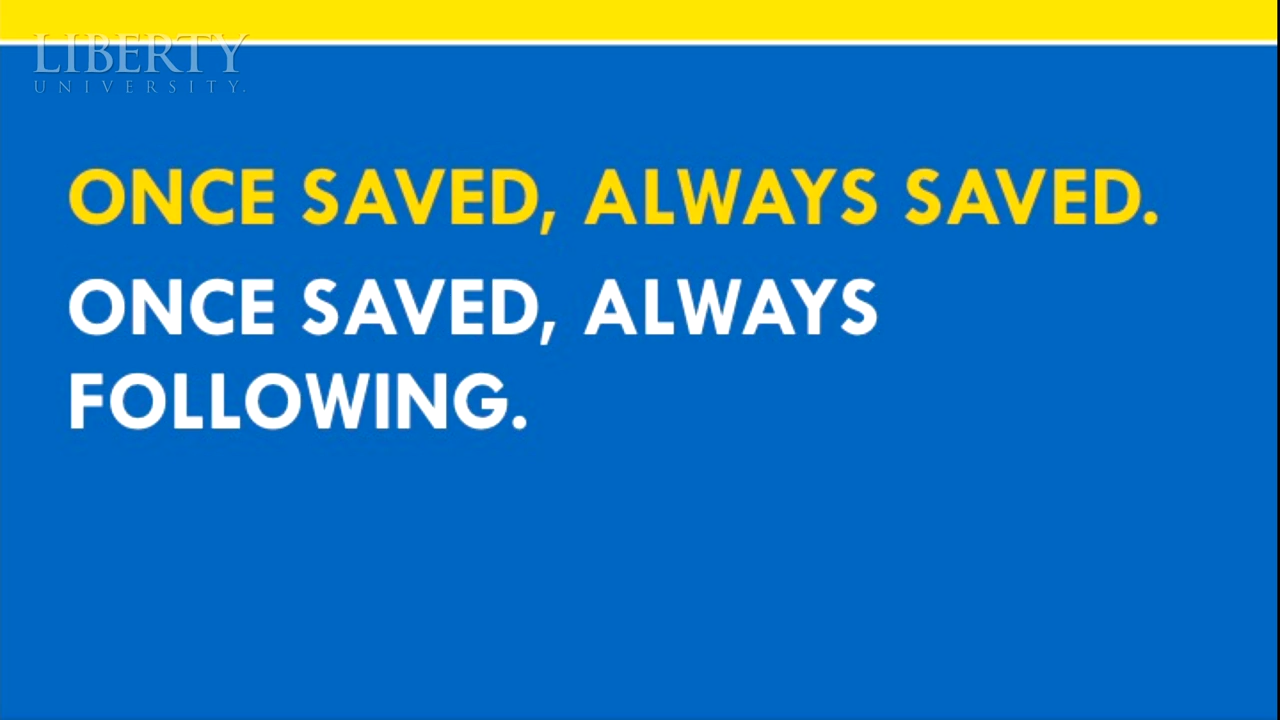 LIBERTY
UNIVERSITY.
ONCE SAVED, ALWAYS SAVED.
ONCE SAVED, ALWAYS
FOLLOWING.